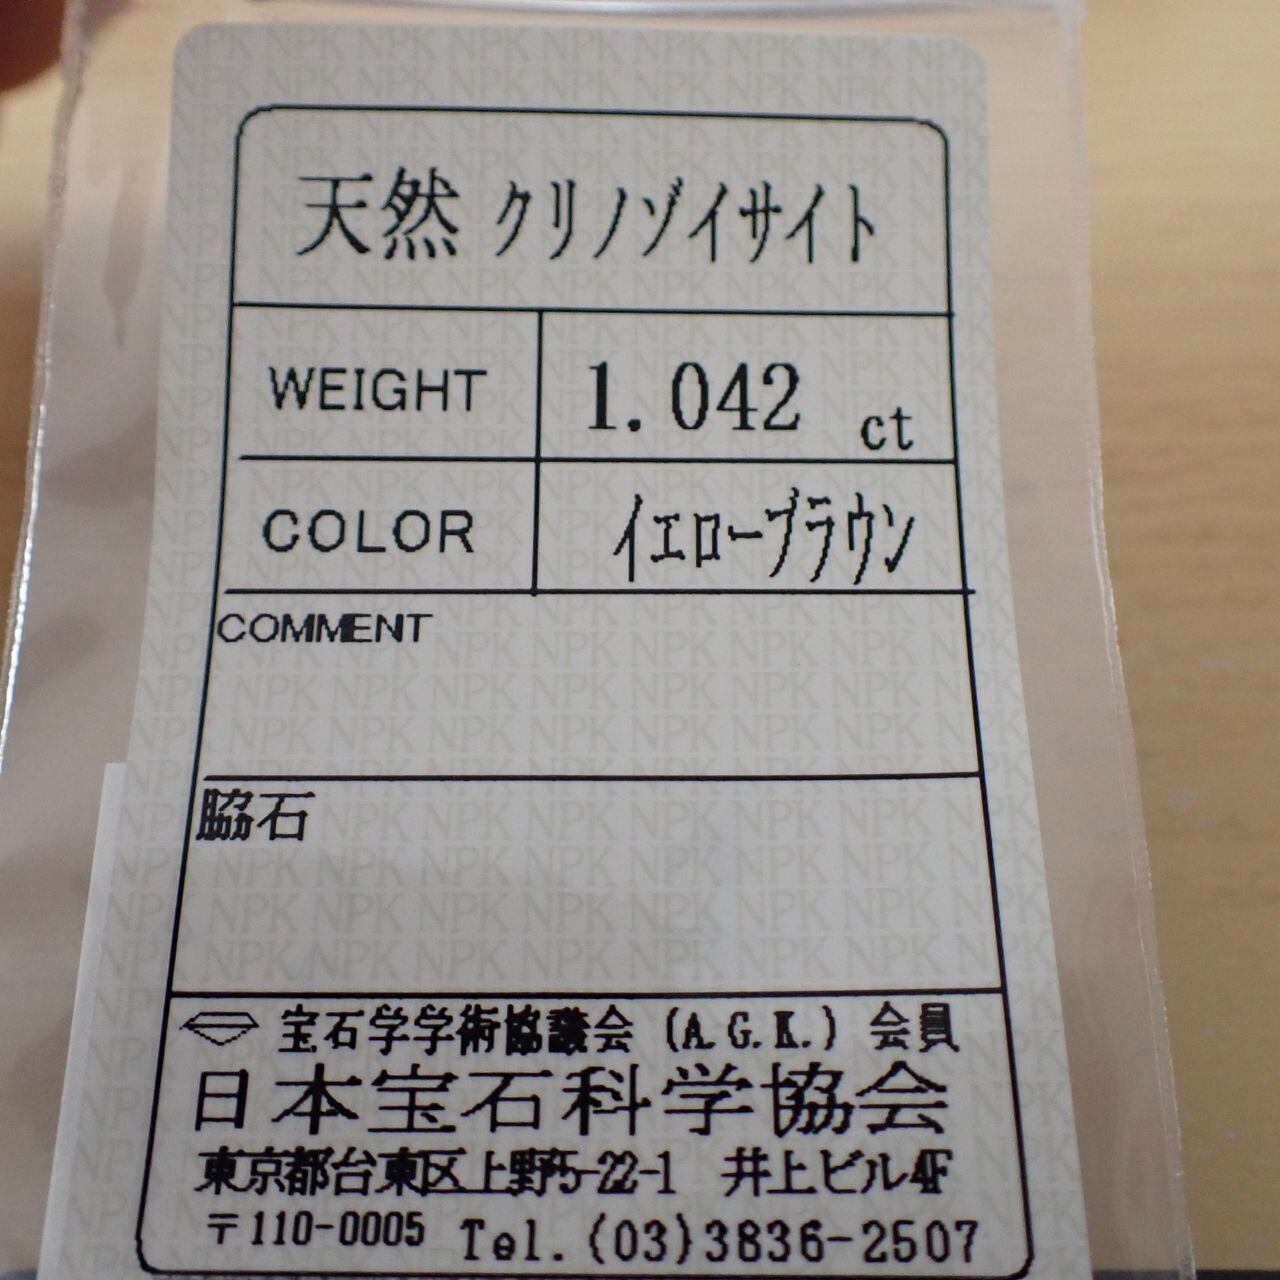 天然 クリノゾイサイト
WEIGHT 1.042 ct
COLOR イエローブラウン
COMMENT
脇石
宝石学学術協議会 (A.G.K.) 会員
日本宝石科学協会
東京都台東区上野5-22-1 井上ビル4F
〒110-0005 Tel.(03)3836-2507